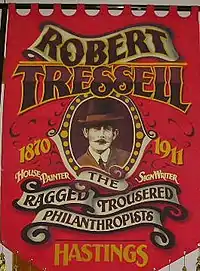 ROBERT
TRESSELL
1870 1911
HOUSE PAINTER SIGN WRITER
THE
RAGGED TROUSERED
PHILANTHROPISTS
HASTINGS